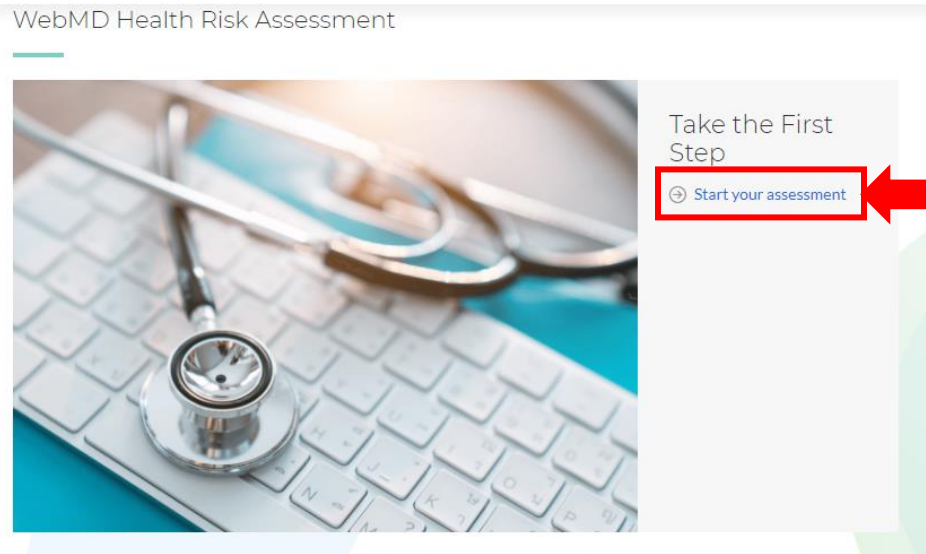 WebMD Health Risk Assessment
Take the First
Step
Start your assessment